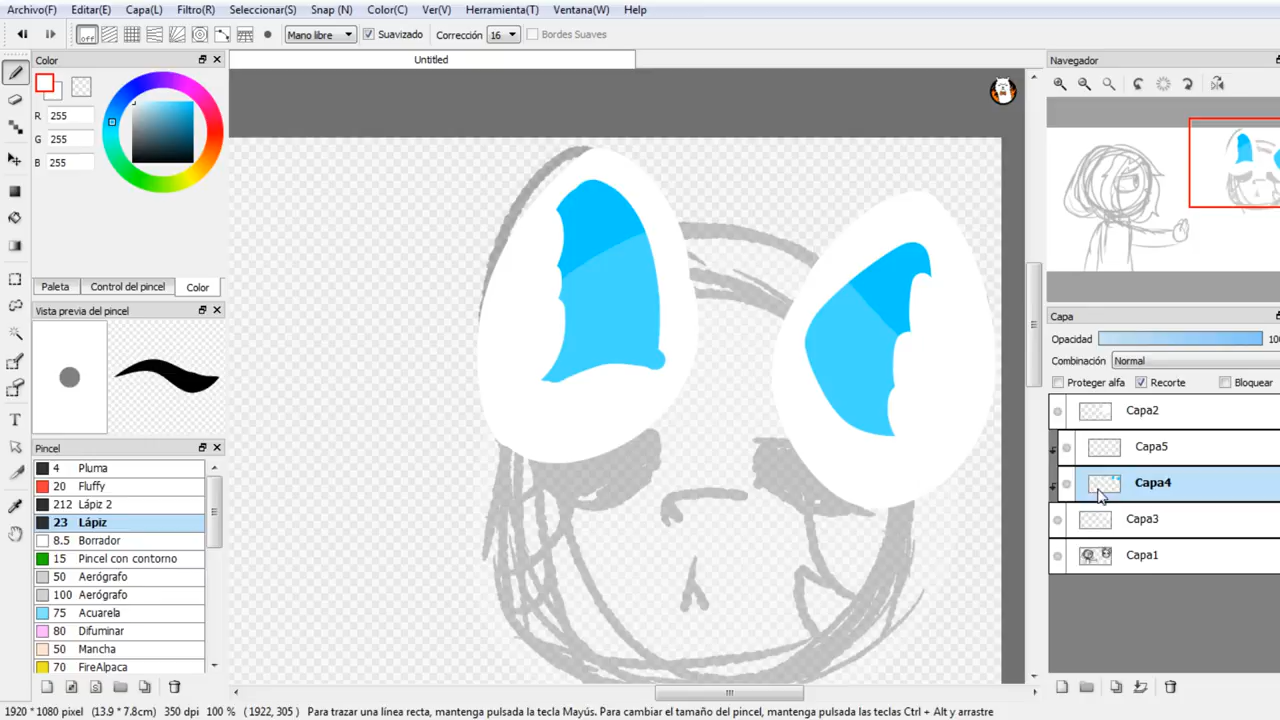 Archivo(F) Editar(E) Capa(L) Filtro(R) Seleccionar(S) Snap (N) Color(C) Ver(V) Herramienta(T) Ventana(W) Help
Off Mano libre Suavizado Corrección 16 Bordes Suaves
Color
Untitled
Navegador
R 255
G 255
B 255
Paleta Control del pincel Color
Vista previa del pincel
Capa
Opacidad 100
Combinación Normal
Proteger alfa Recorte Bloquear
Capa2
Capa5
Capa4
Capa3
Capa1
Pincel
4 Pluma
20 Fluffy
212 Lápiz 2
23 Lápiz
8.5 Borrador
15 Pincel con contorno
50 Aerógrafo
100 Aerógrafo
75 Acuarela
80 Difuminar
50 Mancha
70 FireAlpaca
1920 * 1080 pixel (13.9 * 7.8cm) 350 dpi 100 % (1922, 305) Para trazar una línea recta, mantenga pulsada la tecla Mayús. Para cambiar el tamaño del pincel, mantenga pulsada las teclas Ctrl + Alt y arrastre